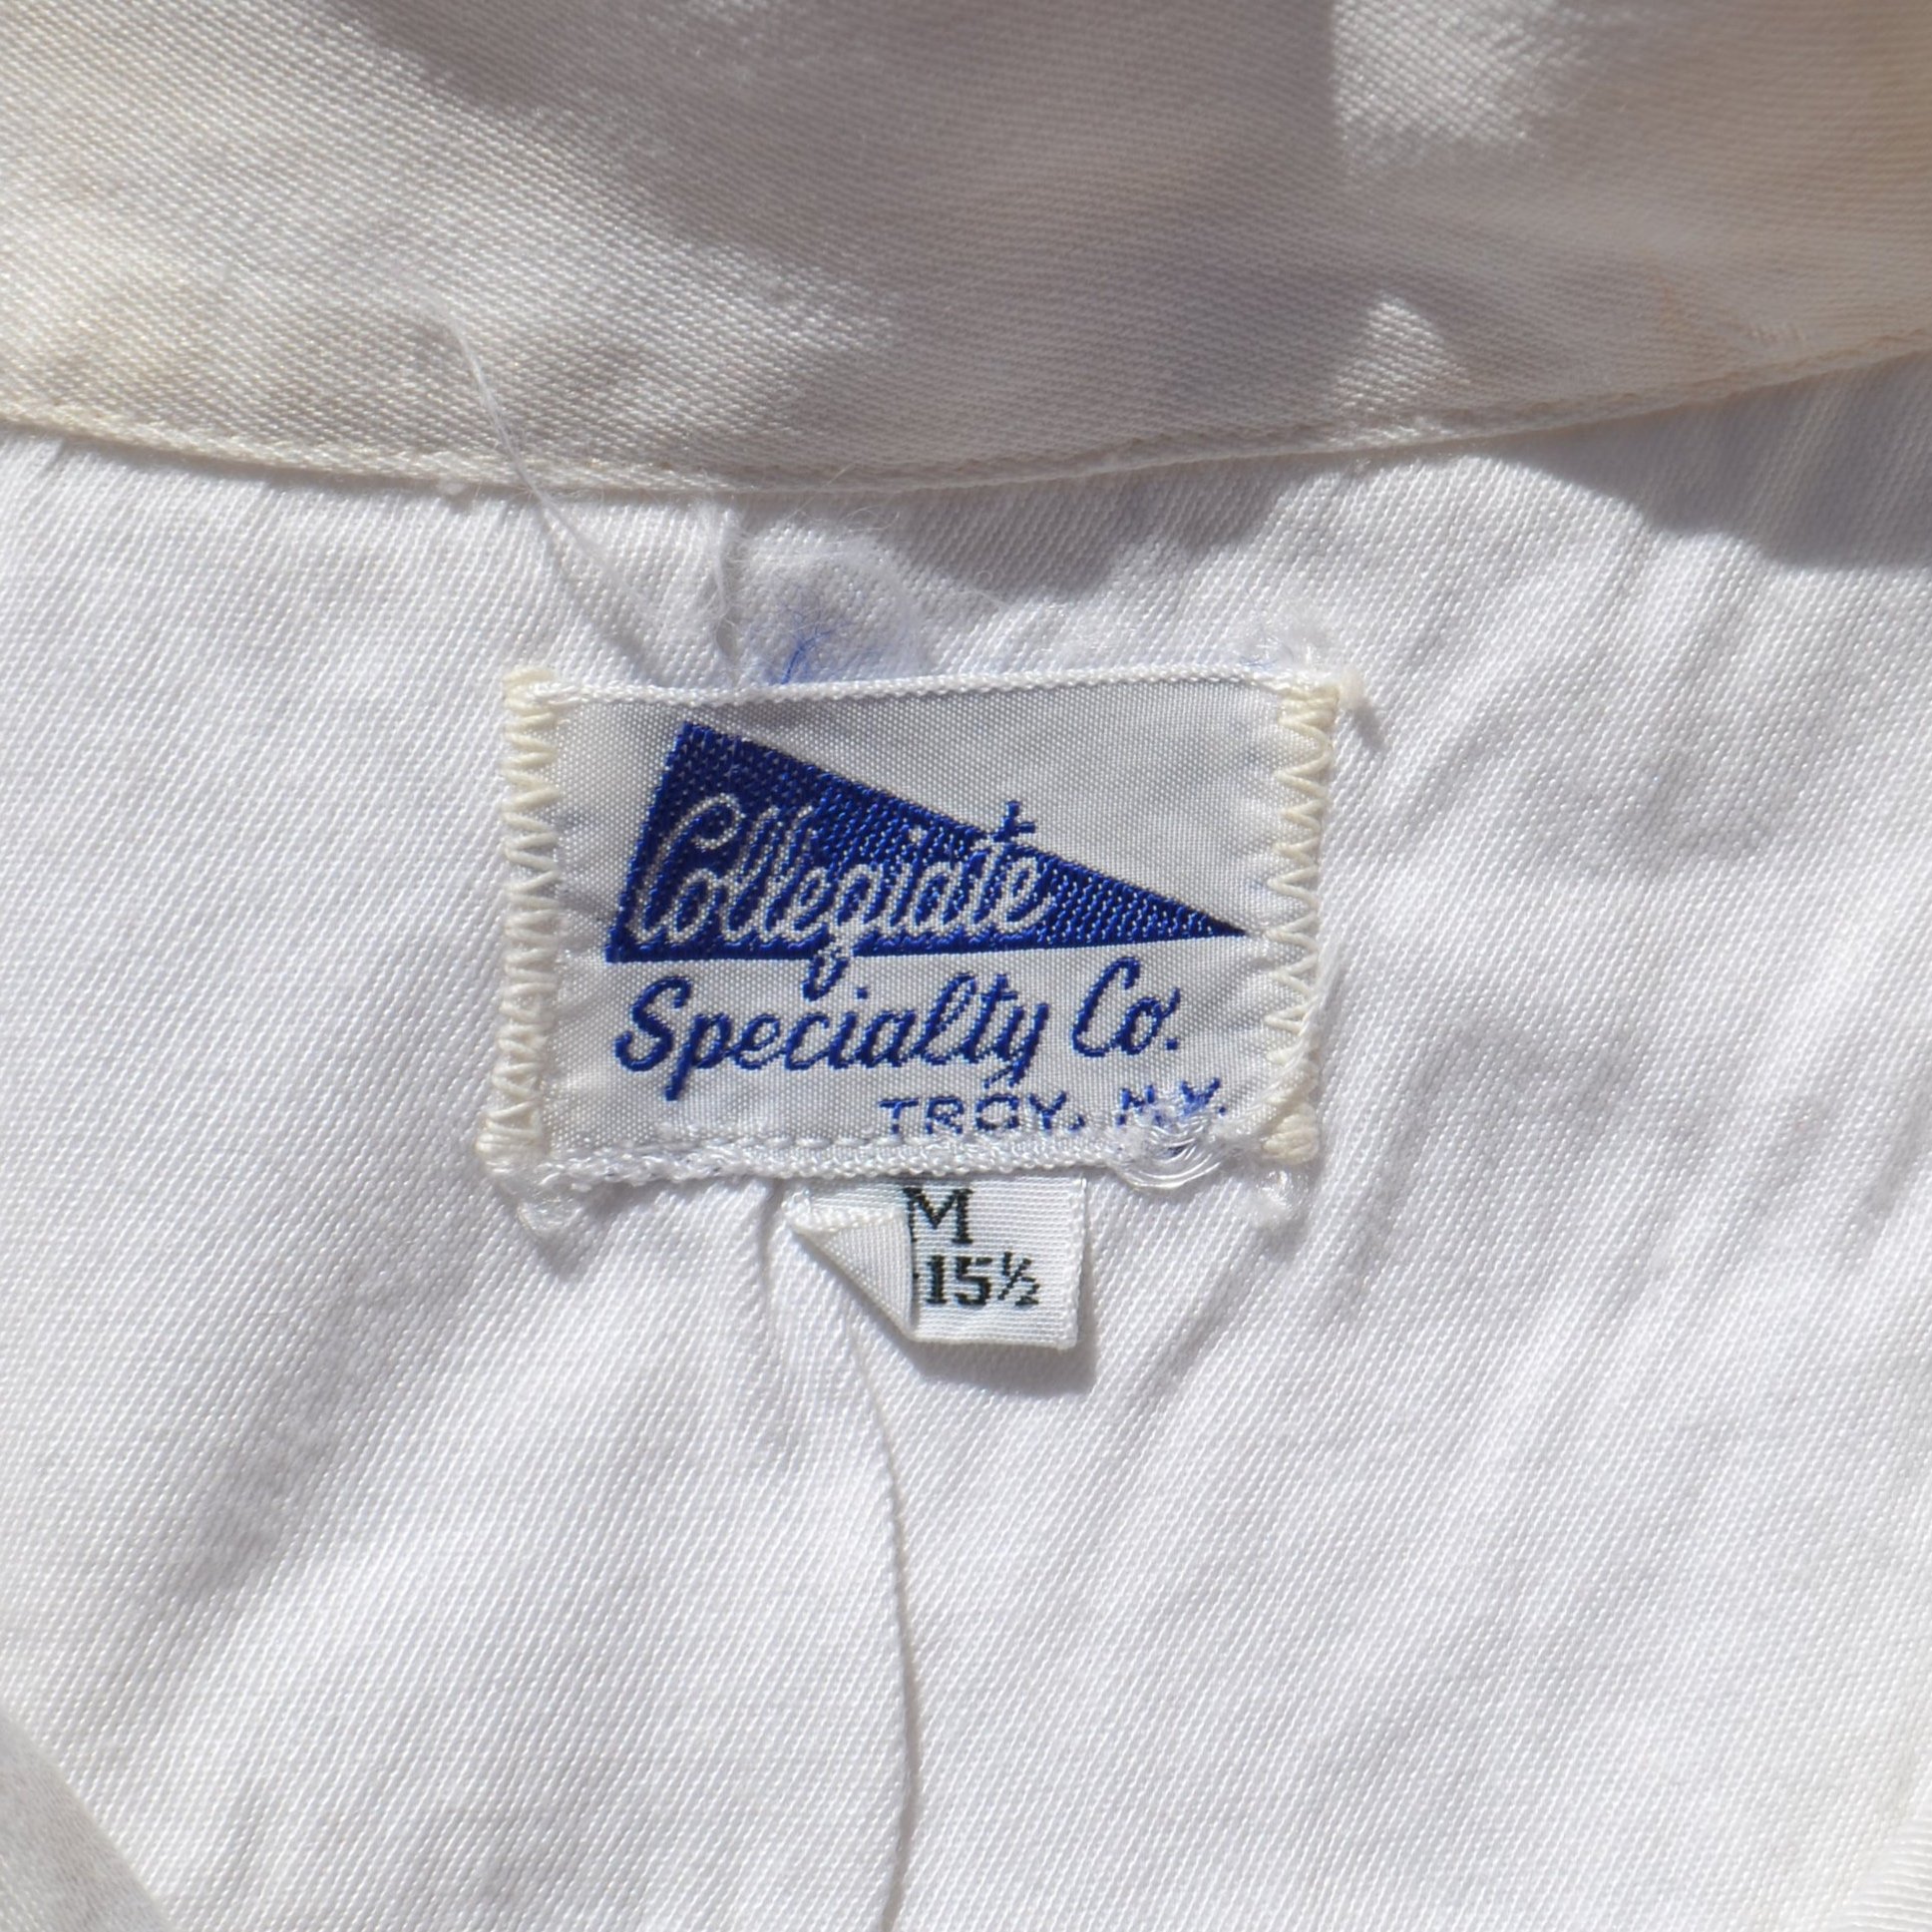 Collegiate
Specialty Co.
TROY, N.Y.
M
15½